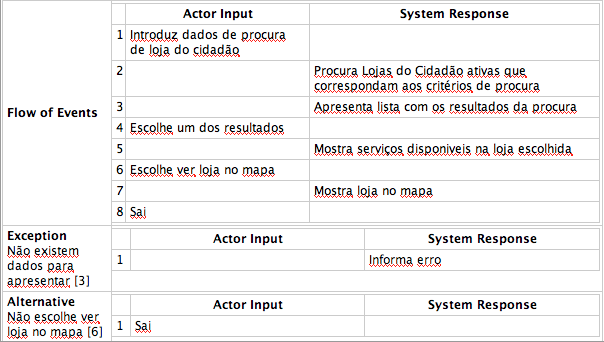 Actor Input System Response
1 Introduz dados de procura
de loja do cidadão
2 Procura Lojas do Cidadão ativas que
correspondam aos critérios de procura
Flow of Events
3 Apresenta lista com os resultados da procura
4 Escolhe um dos resultados
5 Mostra serviços disponiveis na loja escolhida
6 Escolhe ver loja no mapa
7 Mostra loja no mapa
8 Sai
Exception
Não existem
dados para
apresentar [3]
Actor Input System Response
1 Informa erro
Alternative
Não escolhe ver
loja no mapa [6]
Actor Input System Response
1 Sai